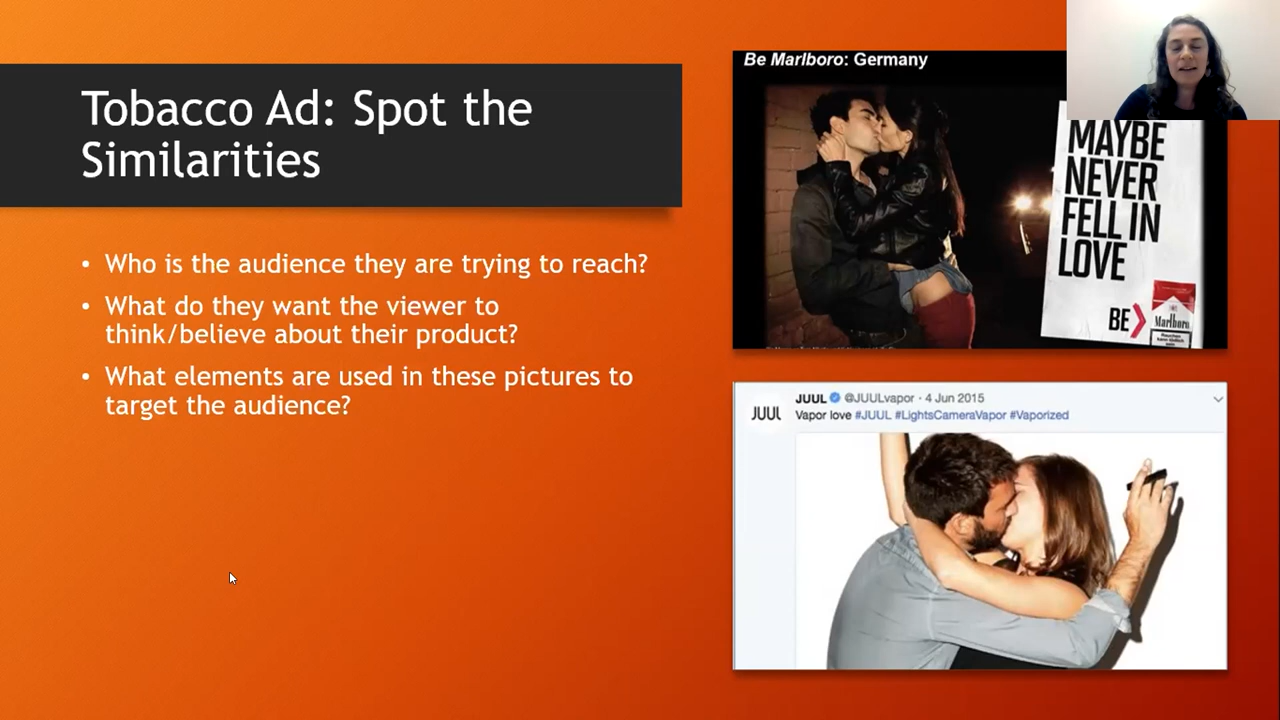 Tobacco Ad: Spot the
Similarities
• Who is the audience they are trying to reach?
• What do they want the viewer to
think/believe about their product?
• What elements are used in these pictures to
target the audience?
Be Marlboro: Germany
MAYBE
NEVER
FELL IN
LOVE
BE
Marlboro
JUUL
JUUL @JUULvapor · 4 Jun 2015
Vapor love #JUUL #LightsCameraVapor #Vaporized